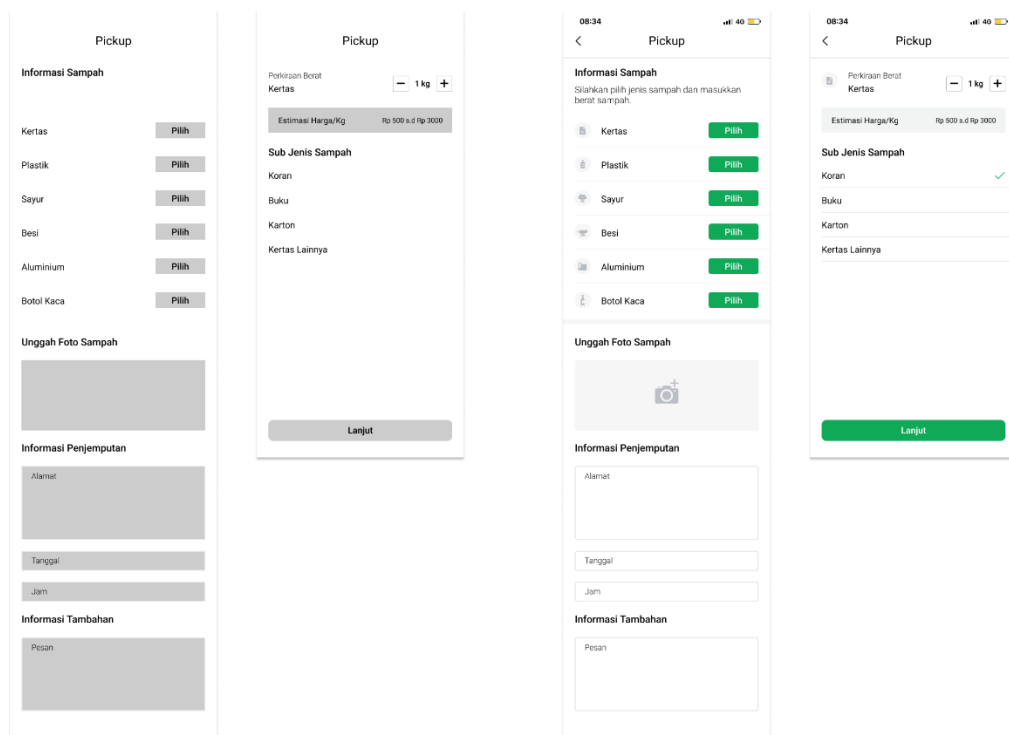 Pickup
Informasi Sampah
Kertas Pilih
Plastik Pilih
Sayur Pilih
Besi Pilih
Aluminium Pilih
Botol Kaca Pilih
Unggah Foto Sampah
Informasi Penjemputan
Alamat
Tanggal
Jam
Informasi Tambahan
Pesan
Pickup
Perkiraan Berat
Kertas
1 kg
Estimasi Harga/Kg Rp 500 s.d Rp 3000
Sub Jenis Sampah
Koran
Buku
Karton
Kertas Lainnya
Lanjut
08:34 4G
Pickup
Informasi Sampah
Silahkan pilih jenis sampah dan masukkan
berat sampah.
Kertas Pilih
Plastik Pilih
Sayur Pilih
Besi Pilih
Aluminium Pilih
Botol Kaca Pilih
Unggah Foto Sampah
Informasi Penjemputan
Alamat
Tanggal
Jam
Informasi Tambahan
Pesan
08:34 4G
Pickup
Perkiraan Berat
Kertas
1 kg
Estimasi Harga/Kg Rp 500 s.d Rp 3000
Sub Jenis Sampah
Koran
Buku
Karton
Kertas Lainnya
Lanjut